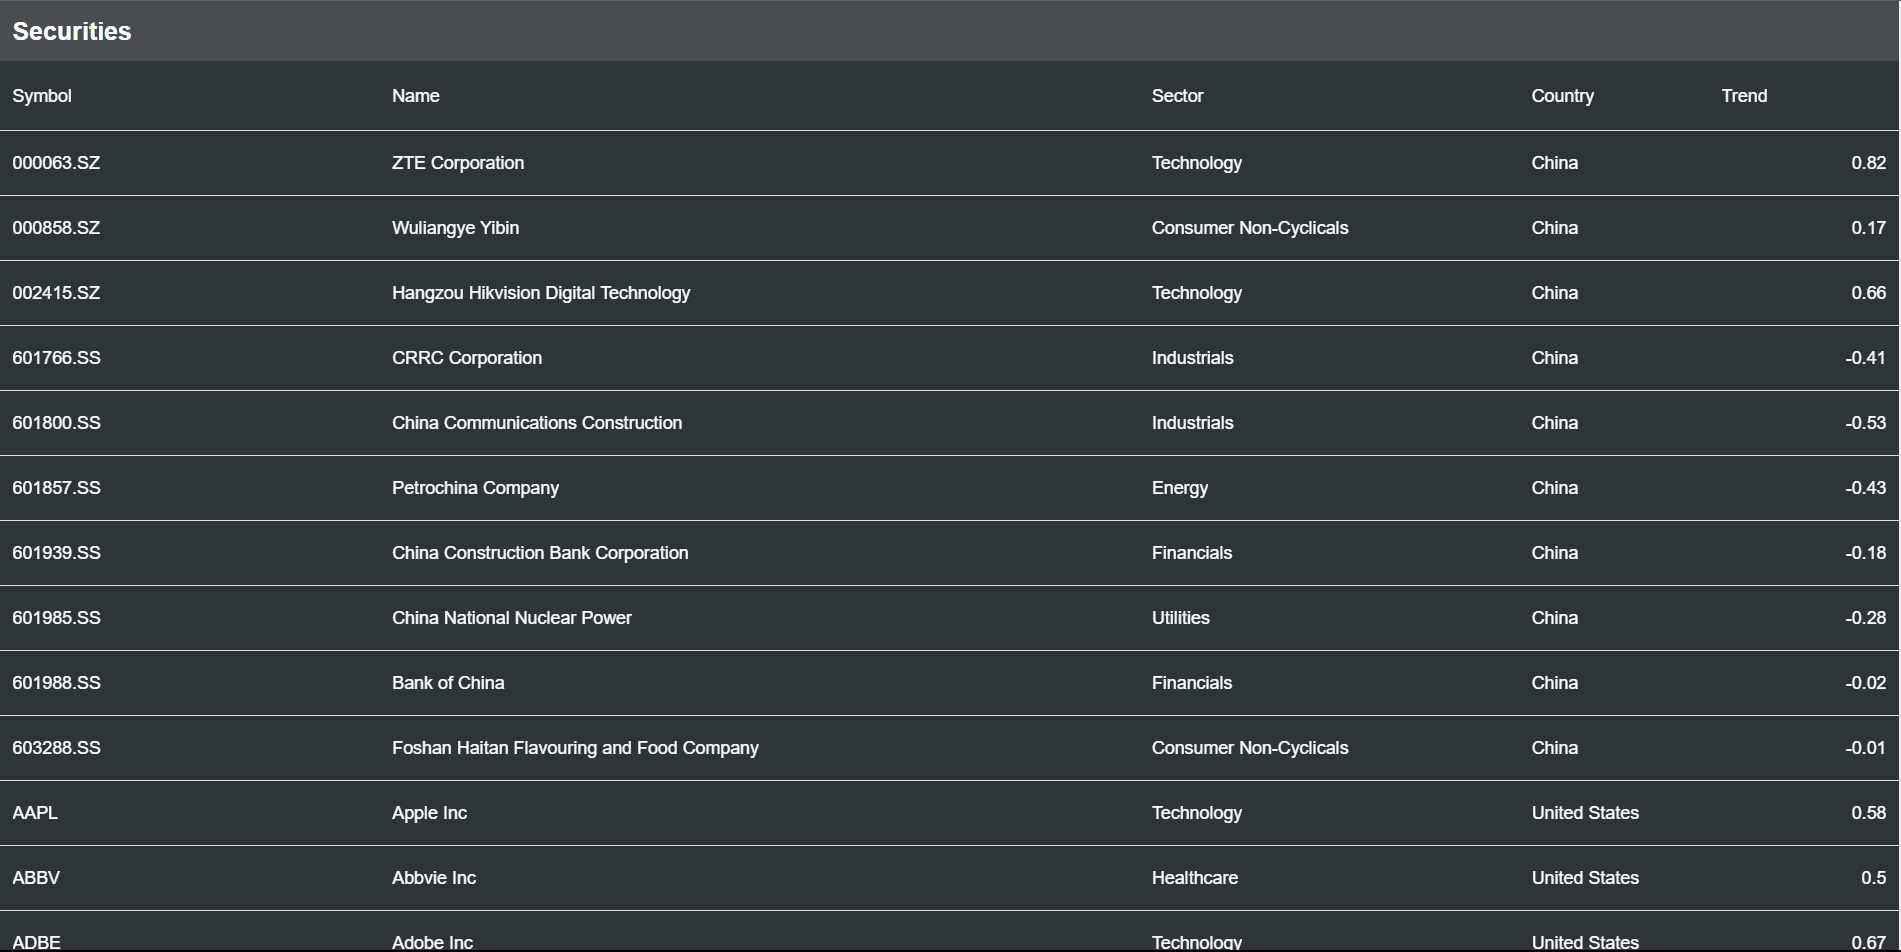 Securities
Symbol Name Sector Country Trend
000063.SZ ZTE Corporation Technology China 0.82
000858.SZ Wuliangye Yibin Consumer Non-Cyclicals China 0.17
002415.SZ Hangzou Hikvision Digital Technology Technology China 0.66
601766.SS CRRC Corporation Industrials China -0.41
601800.SS China Communications Construction Industrials China -0.53
601857.SS Petrochina Company Energy China -0.43
601939.SS China Construction Bank Corporation Financials China -0.18
601985.SS China National Nuclear Power Utilities China -0.28
601988.SS Bank of China Financials China -0.02
603288.SS Foshan Haitan Flavouring and Food Company Consumer Non-Cyclicals China -0.01
AAPL Apple Inc Technology United States 0.58
ABBV Abbvie Inc Healthcare United States 0.5
ADBE Adobe Inc Technology United States 0.67